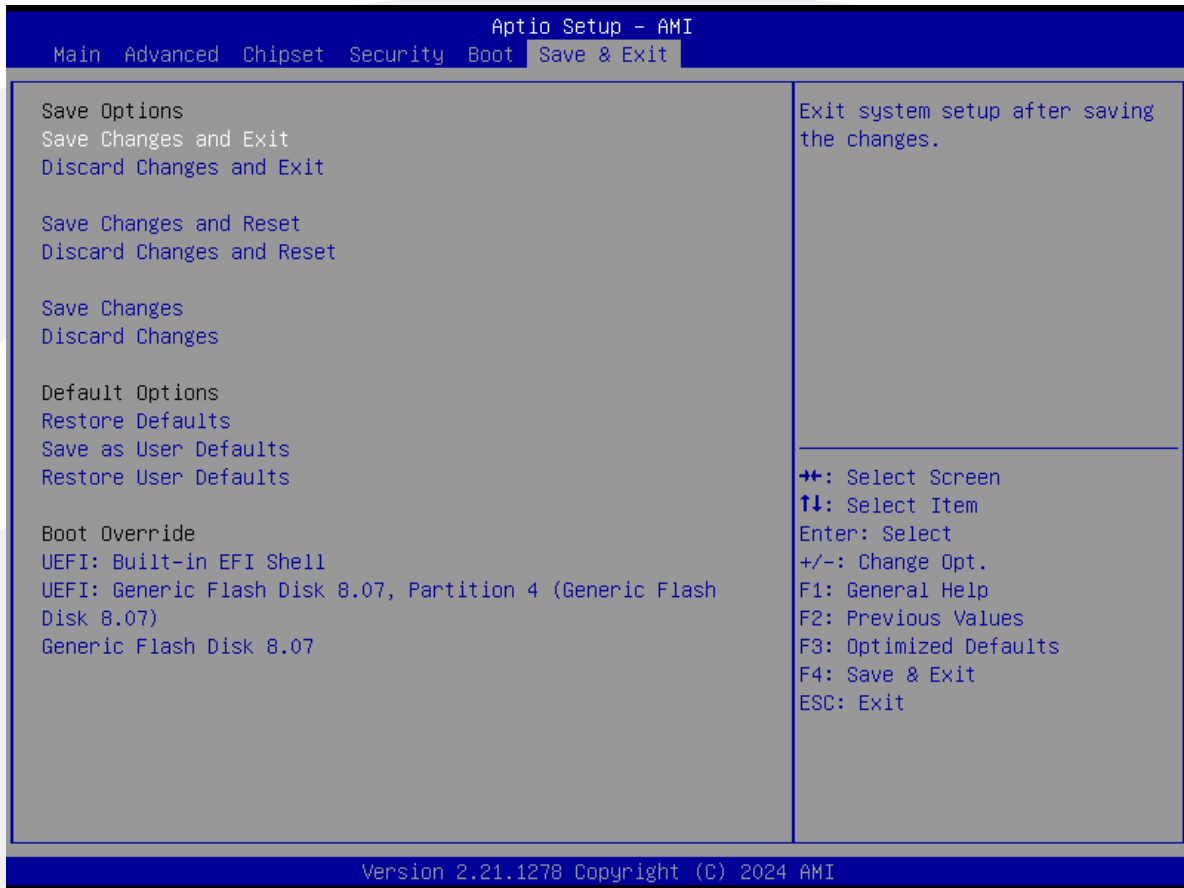 Aptio Setup - AMI
Main Advanced Chipset Security Boot Save & Exit
Save Options
Save Changes and Exit
Discard Changes and Exit
Save Changes and Reset
Discard Changes and Reset
Save Changes
Discard Changes
Default Options
Restore Defaults
Save as User Defaults
Restore User Defaults
Boot Override
UEFI: Built-in EFI Shell
UEFI: Generic Flash Disk 8.07, Partition 4 (Generic Flash
Disk 8.07)
Generic Flash Disk 8.07
Exit system setup after saving
the changes.
→←: Select Screen
↑↓: Select Item
Enter: Select
+/-: Change Opt.
F1: General Help
F2: Previous Values
F3: Optimized Defaults
F4: Save & Exit
ESC: Exit
Version 2.21.1278 Copyright (C) 2024 AMI